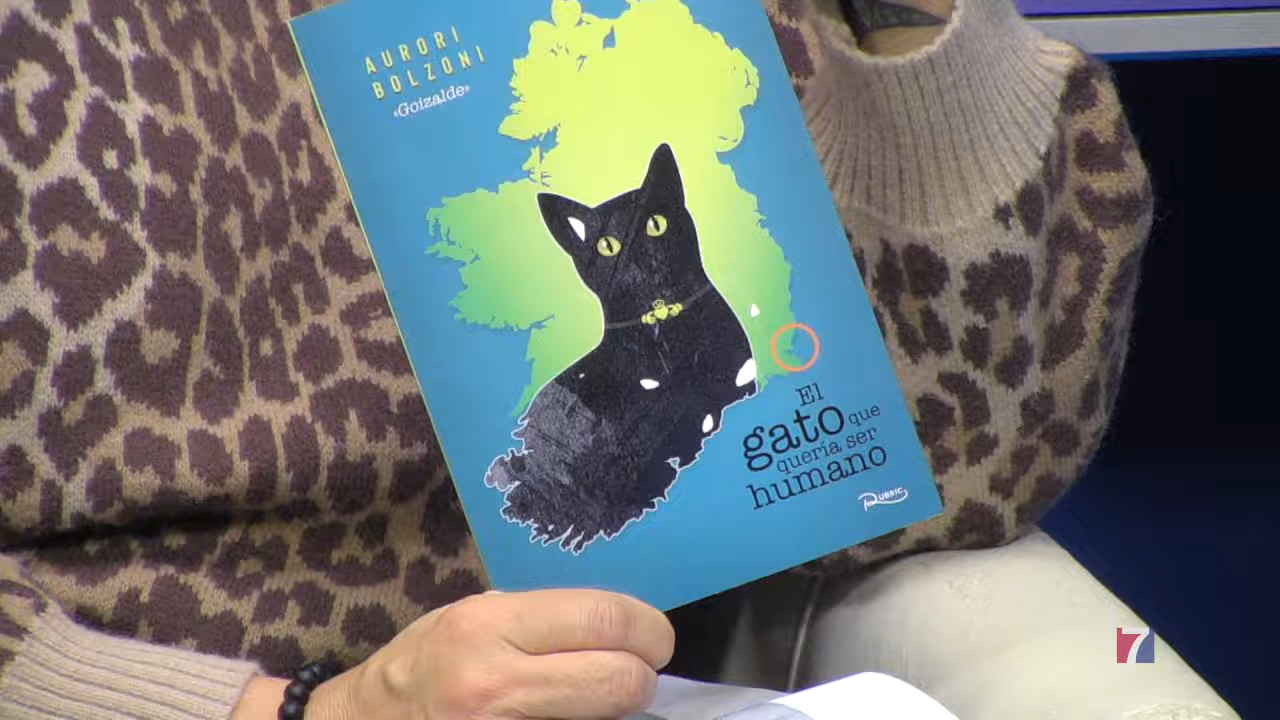 AURORI
BOLZONI
«Goizalde»
El
gato que
quería ser
humano
RUBRIC
7